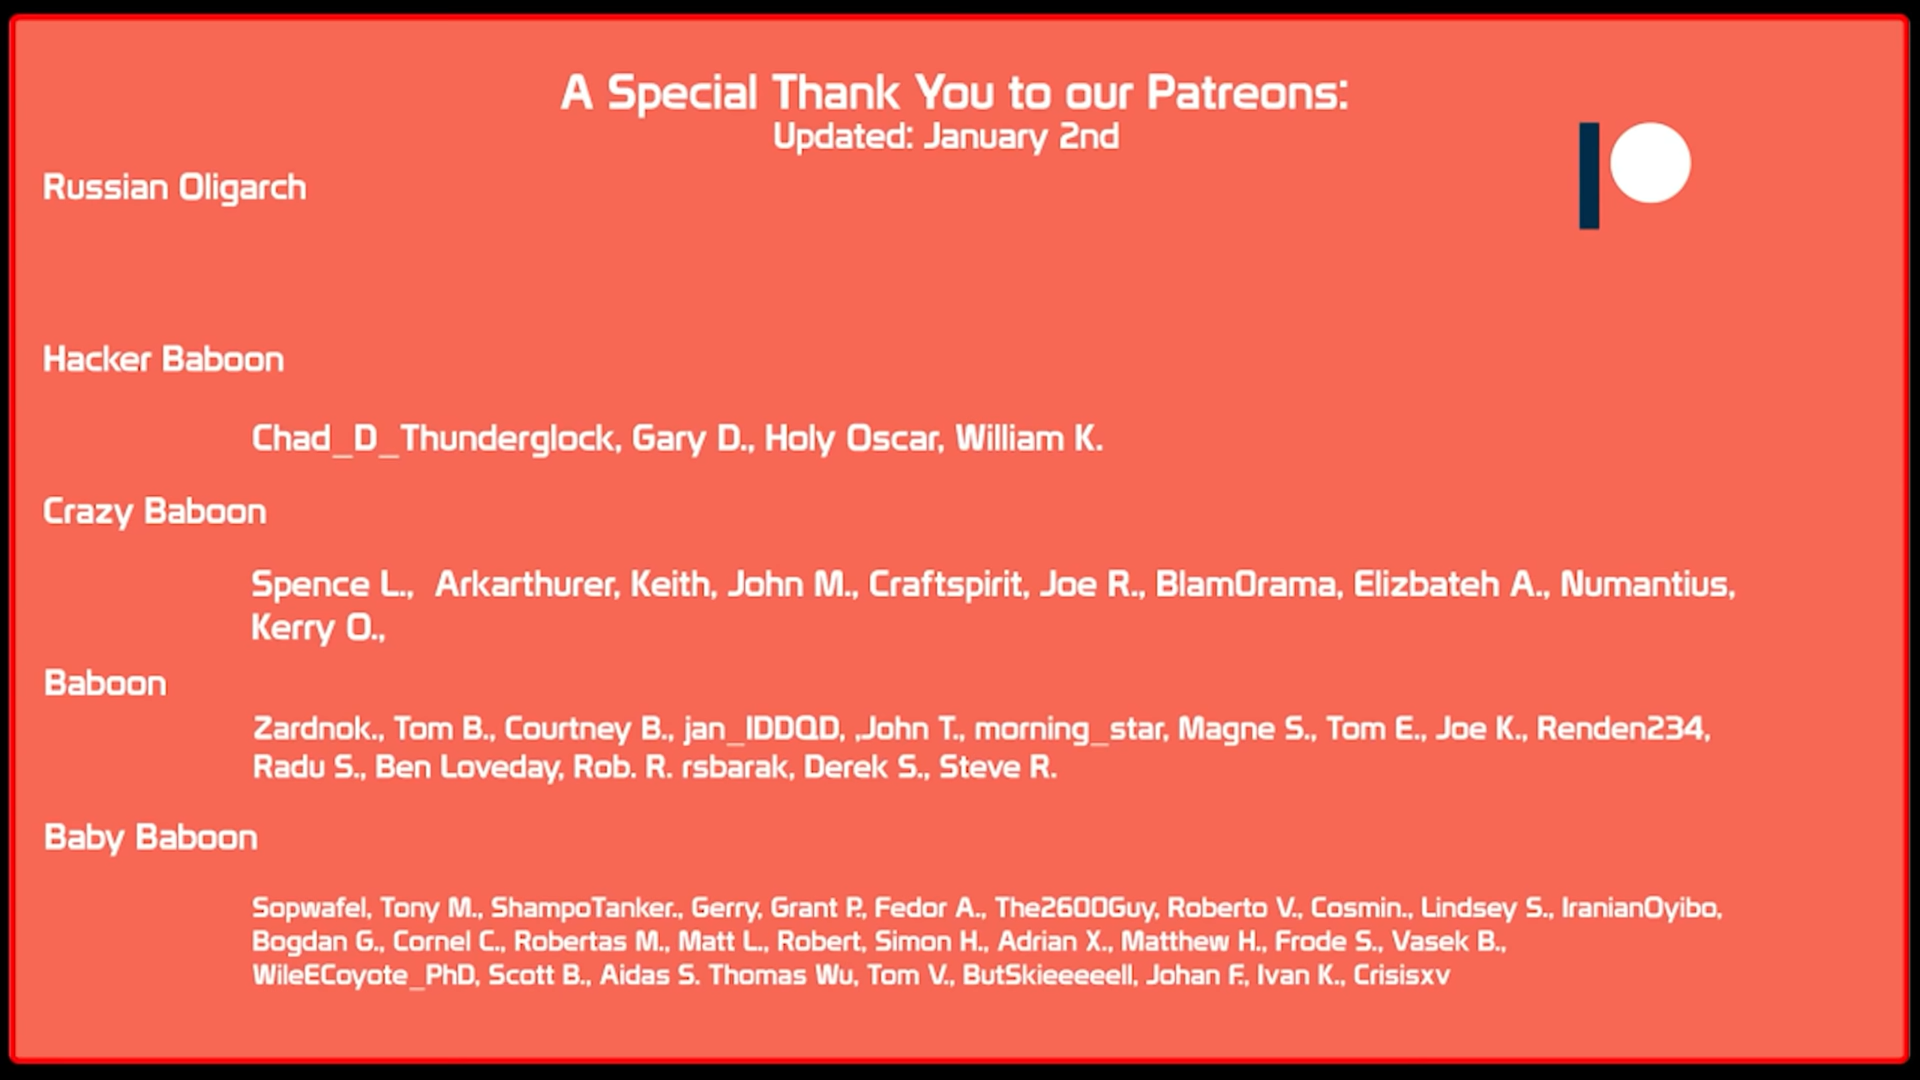 A Special Thank You to our Patreons:
Updated: January 2nd
Russian Oligarch
Hacker Baboon
Chad_D_Thunderglock, Gary D., Holy Oscar, William K.
Crazy Baboon
Spence L.,  Arkarthurer, Keith, John M., Craftspirit, Joe R., Blam0rama, Elizbateh A., Numantius,
Kerry O.,
Baboon
Zardnok., Tom B., Courtney B., jan_IDDQD, ,John T., morning_star, Magne S., Tom E., Joe K., Renden234,
Radu S., Ben Loveday, Rob. R. rsbarak, Derek S., Steve R.
Baby Baboon
Sopwafel, Tony M., ShampoTanker., Gerry, Grant P., Fedor A., The2600Guy, Roberto V., Cosmin., Lindsey S., IranianOyibo,
Bogdan G., Cornel C., Robertas M., Matt L., Robert, Simon H., Adrian X., Matthew H., Frode S., Vasek B.,
WileECoyote_PhD, Scott B., Aidas S. Thomas Wu, Tom V., ButSkieeeeell, Johan F., Ivan K., Crisisxv